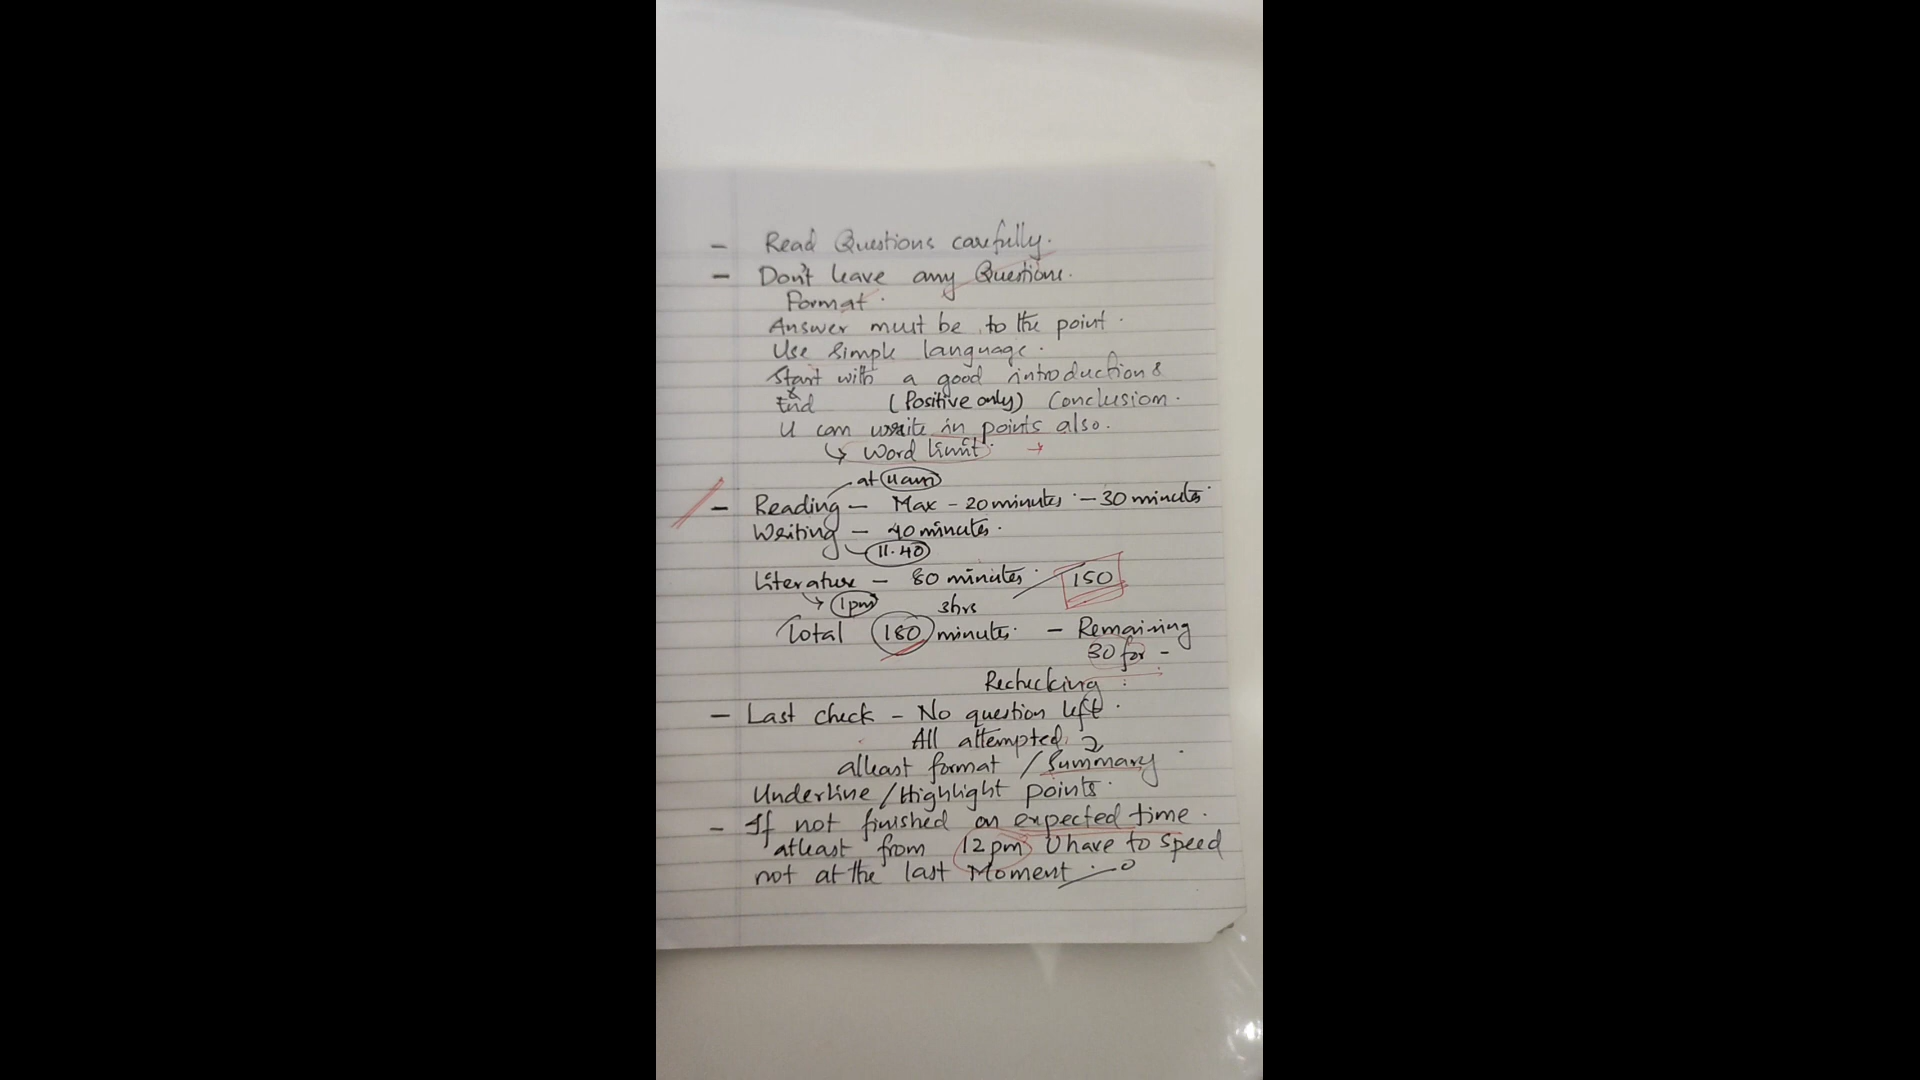 - Read Questions carefully.
- Don't leave any Questions.
Format.
Answer must be to the point.
Use simple language.
Start with a good introduction &
& End (Positive only) Conclusion.
U can write in points also.
↳ word limit. →
at 11 am
- Reading - Max - 20 minutes. - 30 minutes.
Writing - 40 minutes.
11.40
Literature - 80 minutes. 150
→ 1pm 3hrs
Total 180 minutes. - Remaining
30 for -
Rechecking :
- Last check - No question left.
All attempted
atleast format / Summary.
Underline/Highlight points.
- If not finished on expected time.
atleast from 12 pm U have to speed
not at the last Moment.